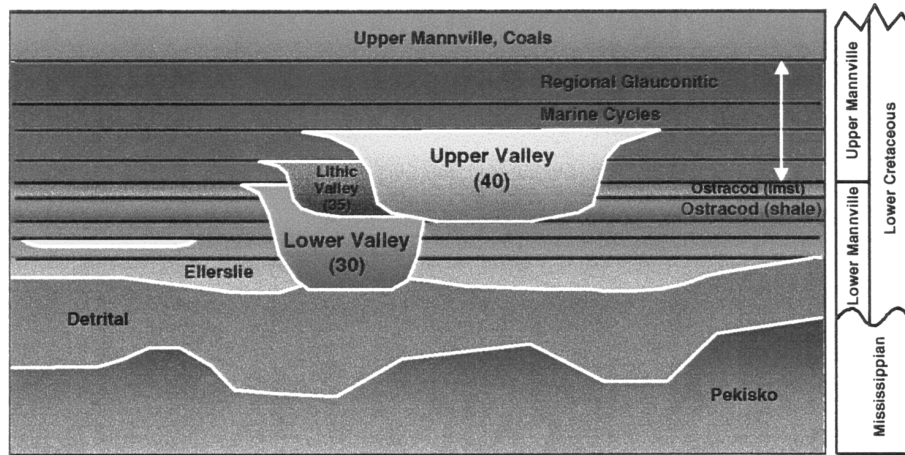 Upper Mannville, Coals
Regional Glauconitic
Marine Cycles
Upper Valley
(40)
Lithic
Valley
(35)
Ostracod (lmst)
Ostracod (shale)
Lower Valley
(30)
Ellerslie
Detrital
Pekisko
Upper Mannville
Lower Mannville
Lower Cretaceous
Mississippian